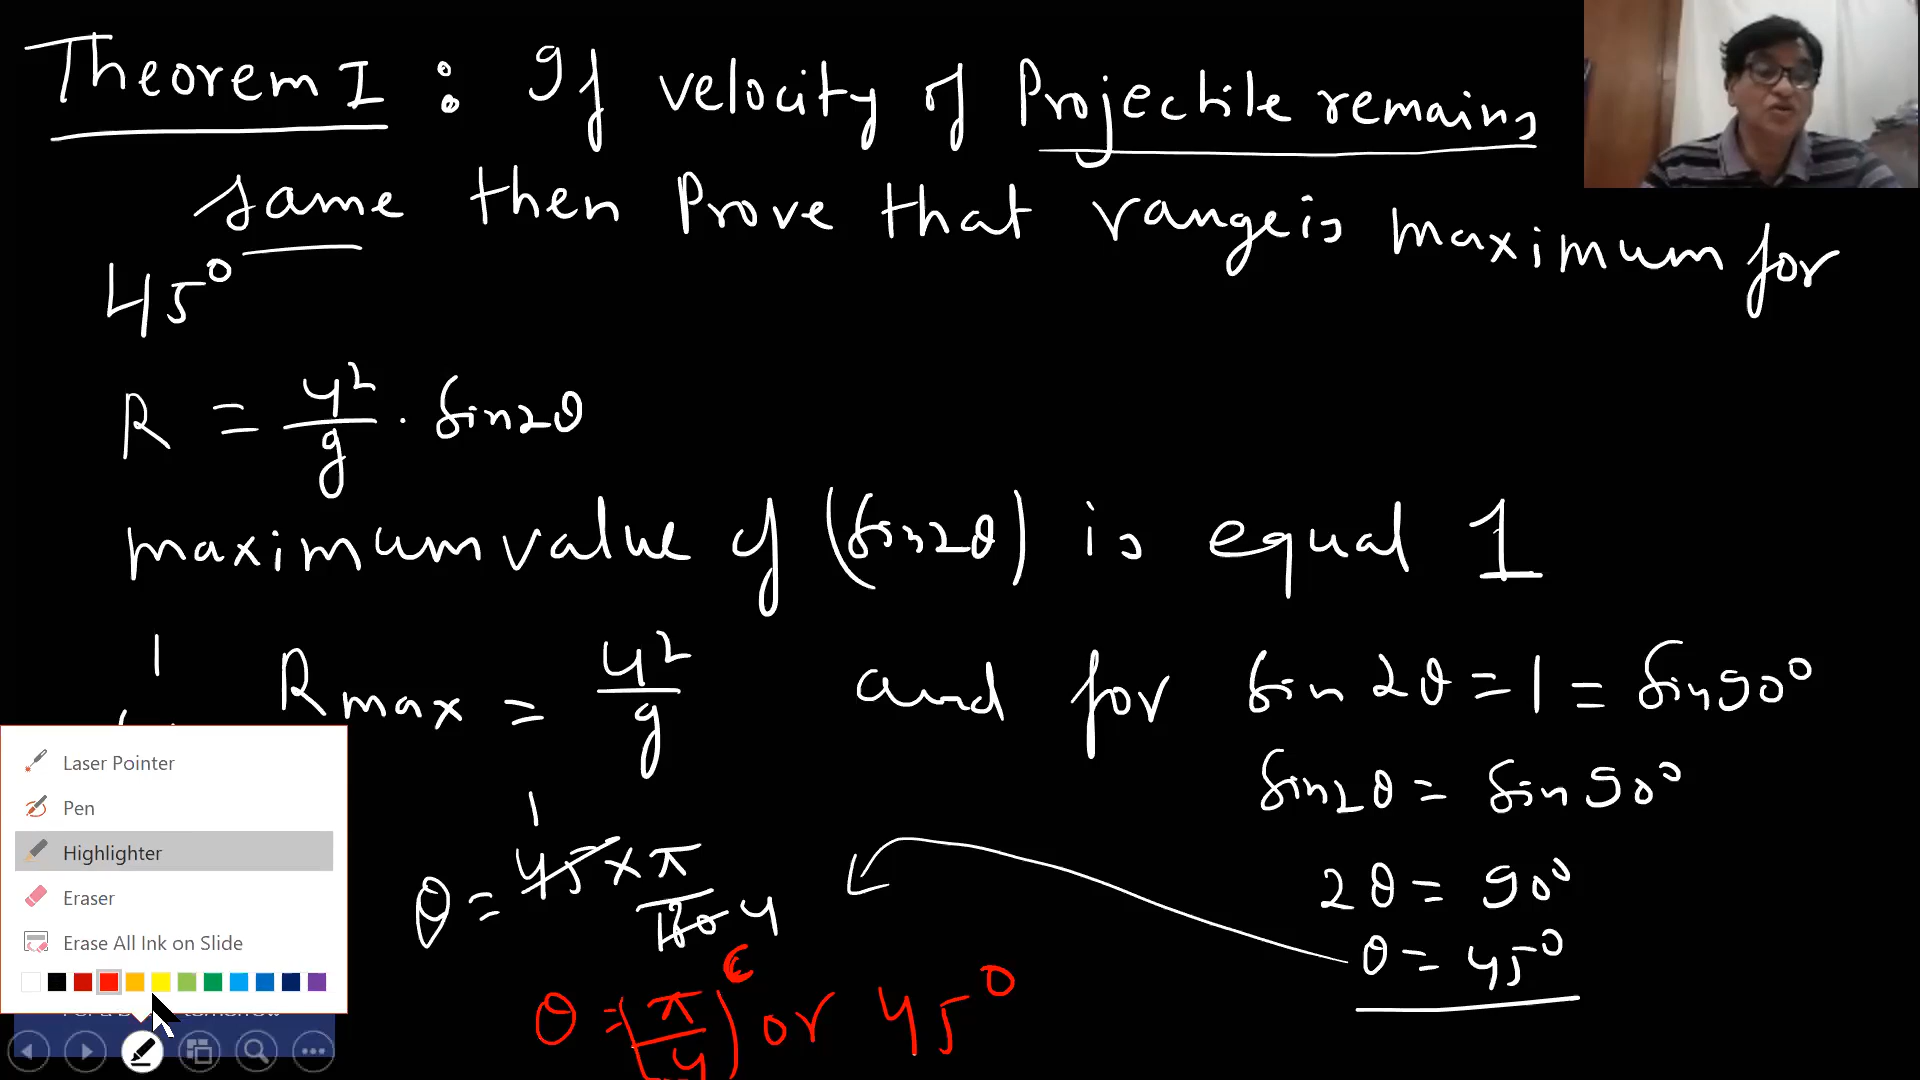 Theorem I : If velocity of Projectile remains
same then Prove that range is maximum for
45°
R = u²/g · sin2θ
maximum value of (sin2θ) is equal 1
Rmax = u²/g and for sin 2θ = 1 = sin90°
sin2θ = sin90°
2θ = 90°
θ = 45°
1
θ = 45 × π/180 4
θ = (π/4)ᶜ or 45°
Laser Pointer
Pen
Highlighter
Eraser
Erase All Ink on Slide